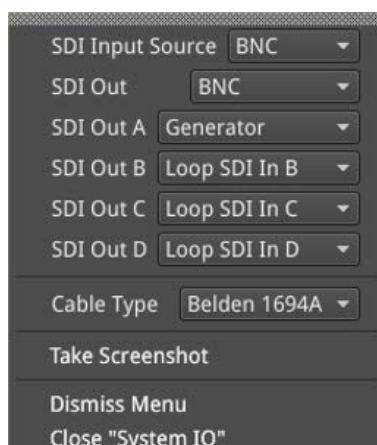 SDI Input Source BNC
SDI Out BNC
SDI Out A Generator
SDI Out B Loop SDI In B
SDI Out C Loop SDI In C
SDI Out D Loop SDI In D
Cable Type Belden 1694A
Take Screenshot
Dismiss Menu
Close "System IO"